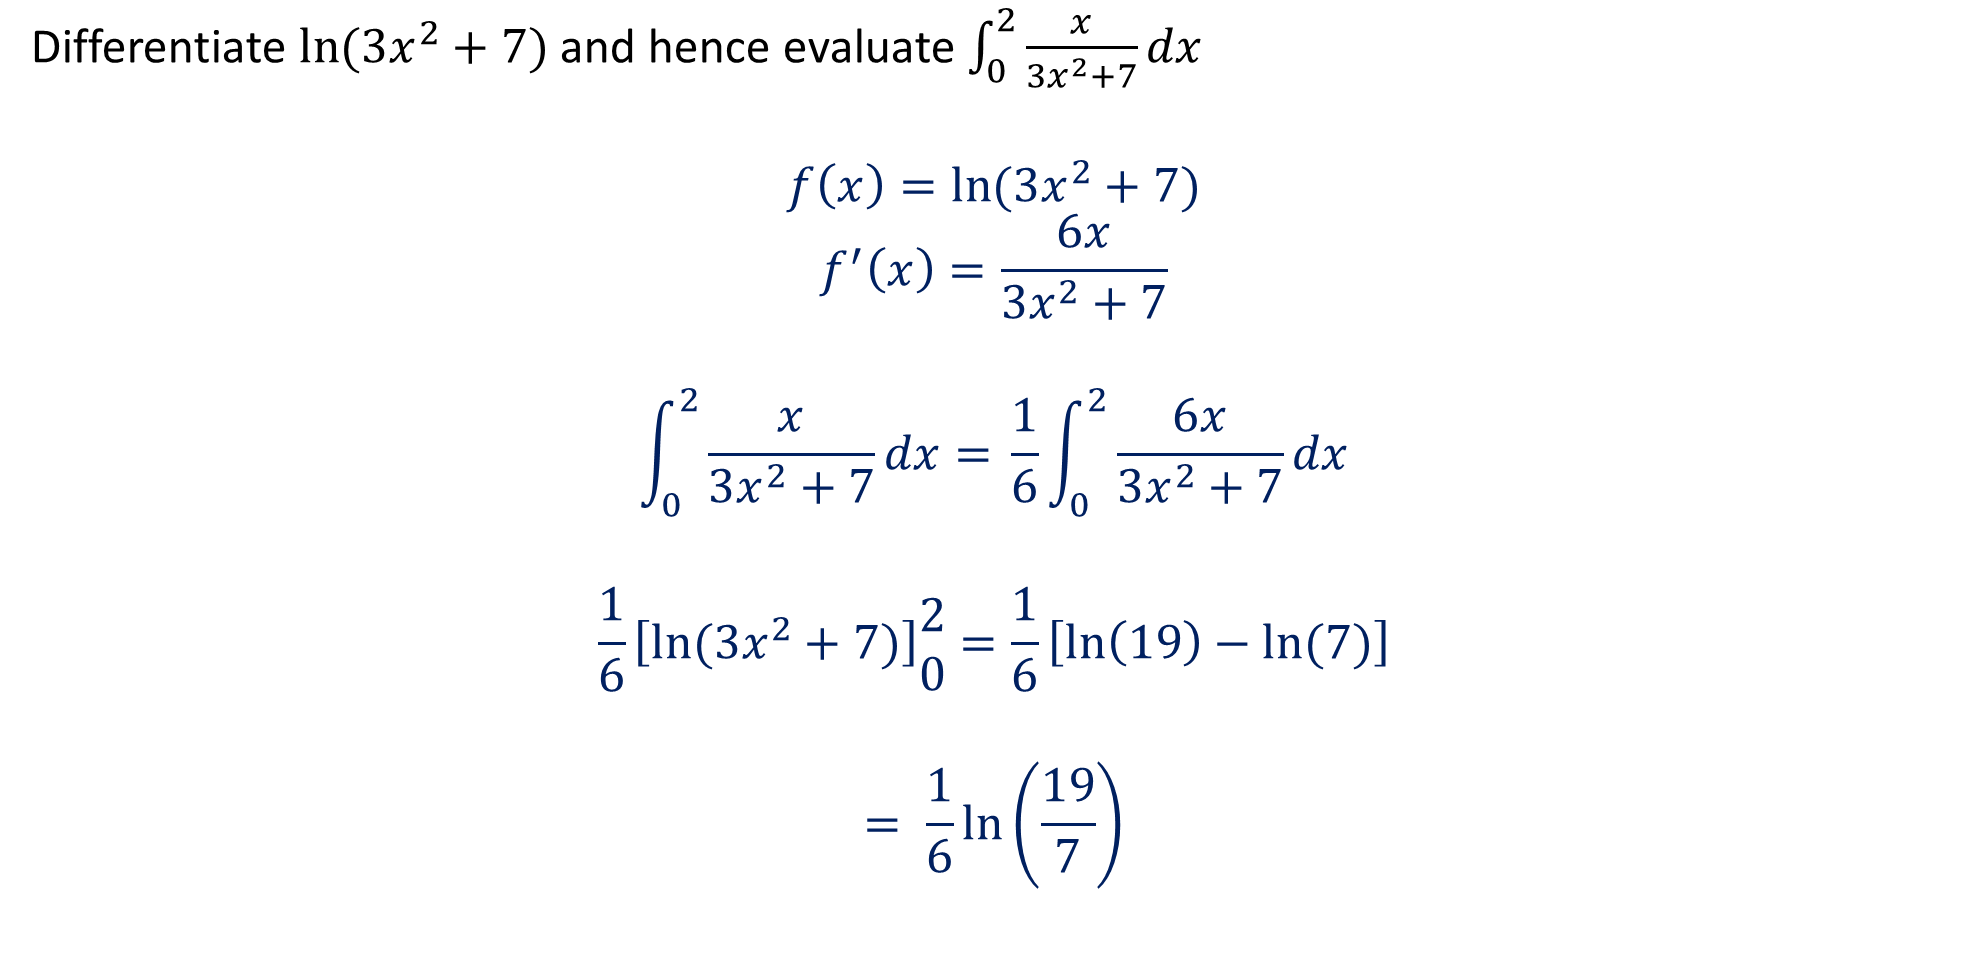 Differentiate ln(3x² + 7) and hence evaluate ∫₀² x/(3x²+7) dx
f(x) = ln(3x² + 7)
f′(x) = 6x/(3x² + 7)
∫₀² x/(3x² + 7) dx = 1/6 ∫₀² 6x/(3x² + 7) dx
1/6 [ln(3x² + 7)]₀² = 1/6 [ln(19) − ln(7)]
= 1/6 ln(19/7)